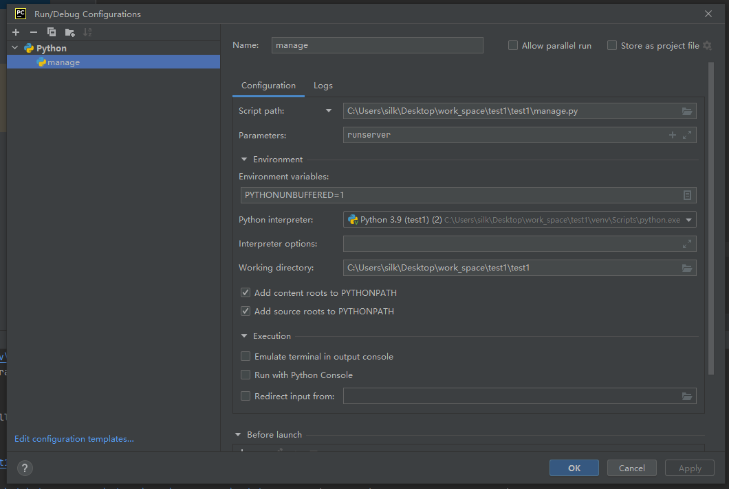 PC Run/Debug Configurations
Python
manage
Name: manage Allow parallel run Store as project file
Configuration Logs
Script path: C:\Users\silk\Desktop\work_space\test1\test1\manage.py
Parameters: runserver
Environment
Environment variables:
PYTHONUNBUFFERED=1
Python interpreter: Python 3.9 (test1) (2) C:\Users\silk\Desktop\work_space\test1\venv\Scripts\python.exe
Interpreter options:
Working directory: C:\Users\silk\Desktop\work_space\test1\test1
Add content roots to PYTHONPATH
Add source roots to PYTHONPATH
Execution
Emulate terminal in output console
Run with Python Console
Redirect input from:
Edit configuration templates...
Before launch
? OK Cancel Apply